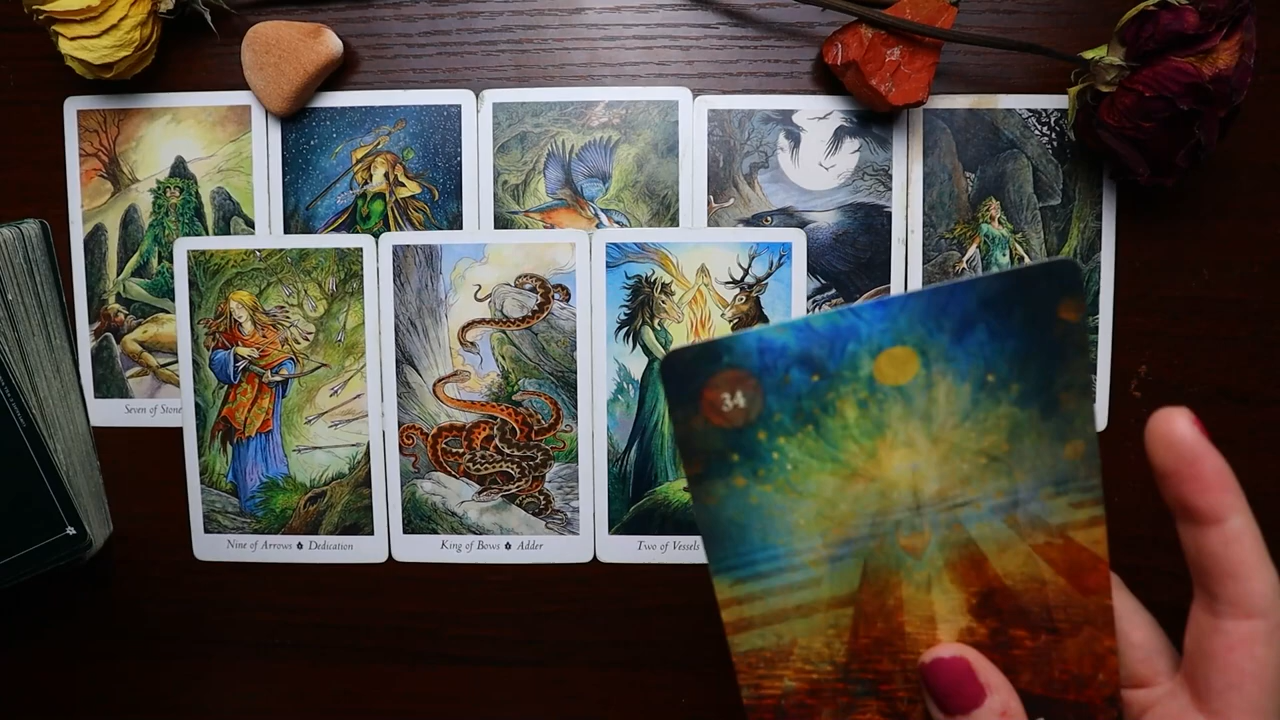 Seven of Stone
Nine of Arrows ♦ Dedication
King of Bows ♦ Adder
Two of Vessels
34